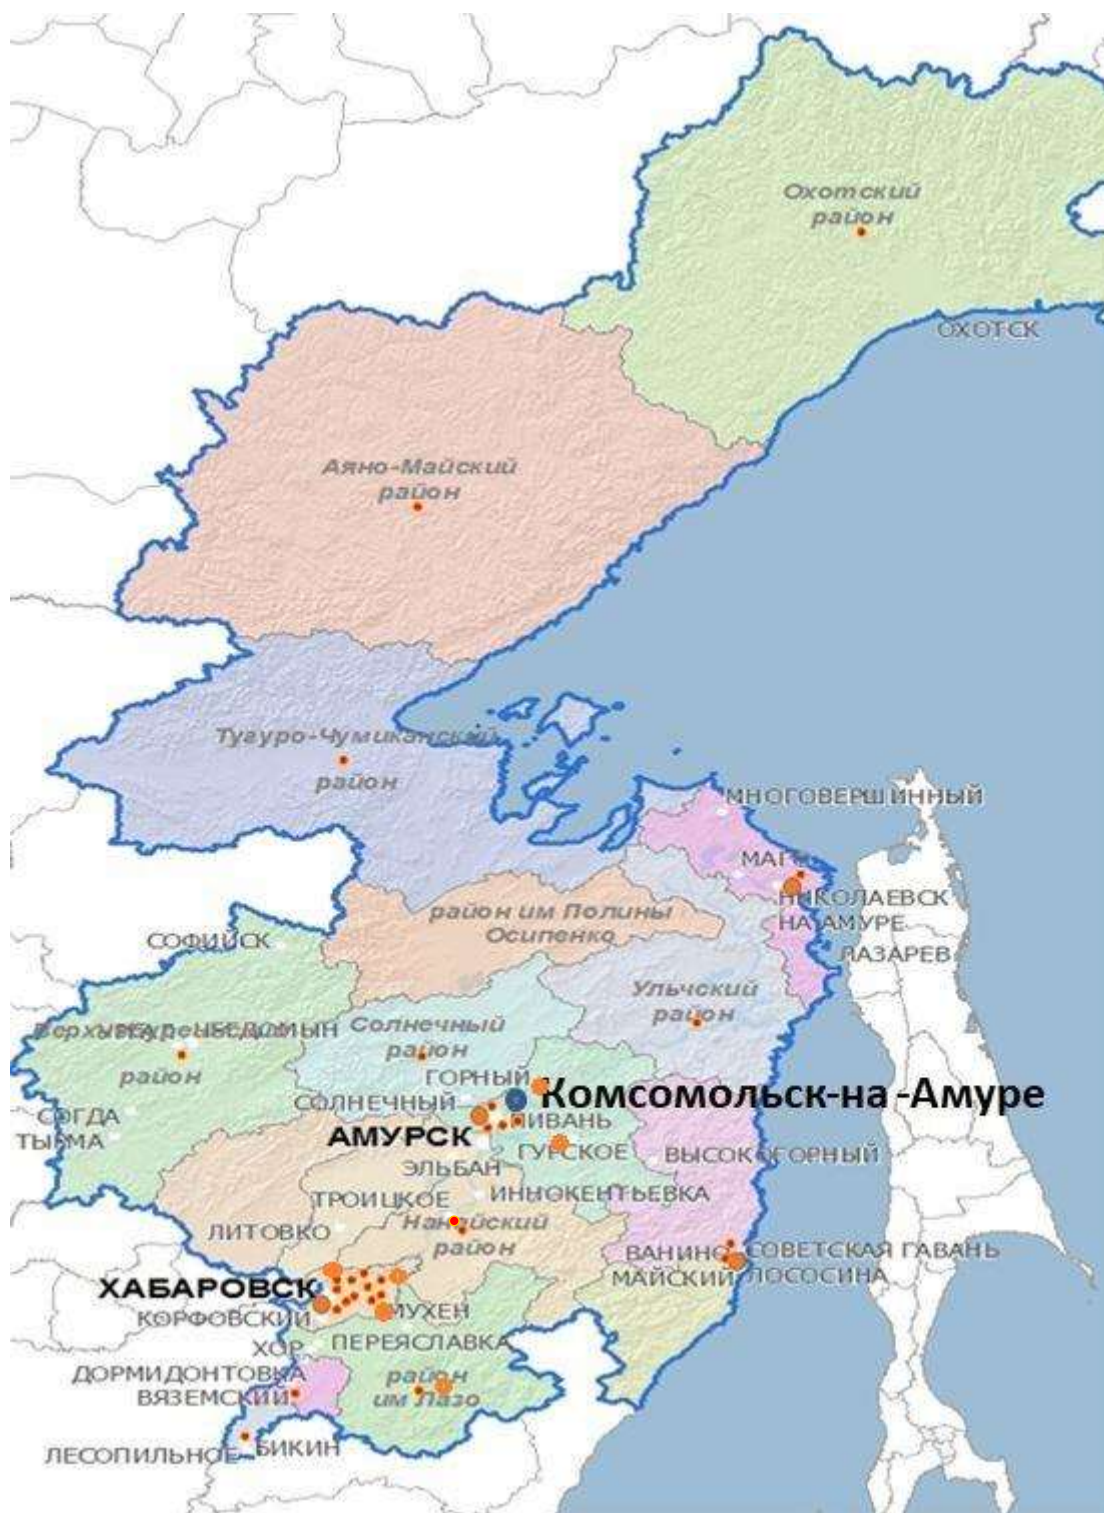 Охотский
район
ОХОТСК
Аяно-Майский
район
Тугуро-Чумиканский
район
МНОГОВЕРШИННЫЙ
НИКОЛАЕВСК
НА АМУРЕ
ЛАЗАРЕВ
район им Полины
Осипенко
СОФИЙСК
Ульчский
район
район
Солнечный
район
ГОРНЫЙ
Комсомольск-на-Амуре
СОЛНЕЧНЫЙ
СОГДА
ТЫРМА
АМУРСК
ПИВАНЬ
ГУРСКОЕ
ВЫСОКОГОРНЫЙ
ЭЛЬБАН
ТРОИЦКОЕ
ИННОКЕНТЬЕВКА
ЛИТОВКО
Нанайский
район
ВАНИНО
СОВЕТСКАЯ ГАВАНЬ
МАЙСКИЙ
ЛОСОСИНА
ХАБАРОВСК
КОРФОВСКИЙ
МУХЕН
ХОР
ПЕРЕЯСЛАВКА
ДОРМИДОНТОВКА
ВЯЗЕМСКИЙ
район
им Лазо
ЛЕСОПИЛЬНОЕ
БИКИН